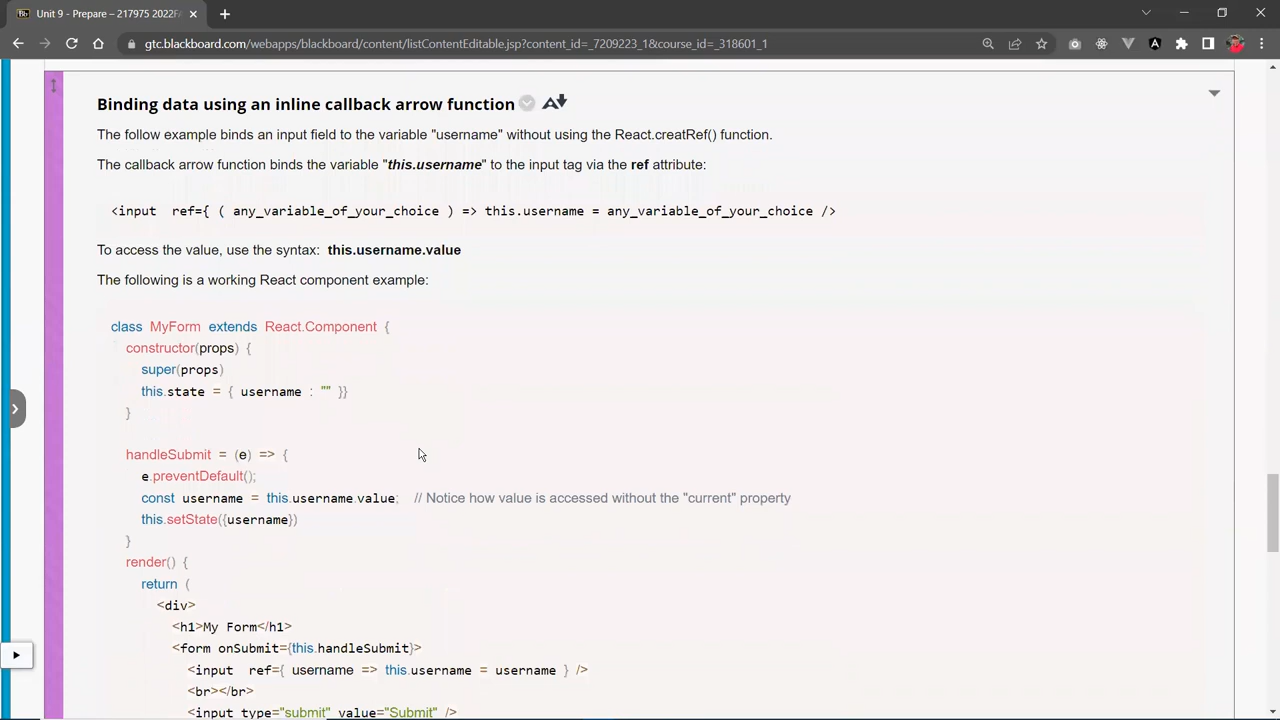 Unit 9 – Prepare – 217975 2022FA
gtc.blackboard.com/webapps/blackboard/content/listContentEditable.jsp?content_id=_7209223_1&course_id=_318601_1
Binding data using an inline callback arrow function
The follow example binds an input field to the variable "username" without using the React.creatRef() function.
The callback arrow function binds the variable "this.username" to the input tag via the ref attribute:
<input  ref={ ( any_variable_of_your_choice ) => this.username = any_variable_of_your_choice />
To access the value, use the syntax:  this.username.value
The following is a working React component example:
class MyForm extends React.Component {
constructor(props) {
super(props)
this.state = { username : "" }}
}
handleSubmit = (e) => {
e.preventDefault();
const username = this.username.value;  // Notice how value is accessed without the "current" property
this.setState({username})
}
render() {
return (
<div>
<h1>My Form</h1>
<form onSubmit={this.handleSubmit}>
<input  ref={ username => this.username = username } />
<br></br>
<input type="submit" value="Submit" />